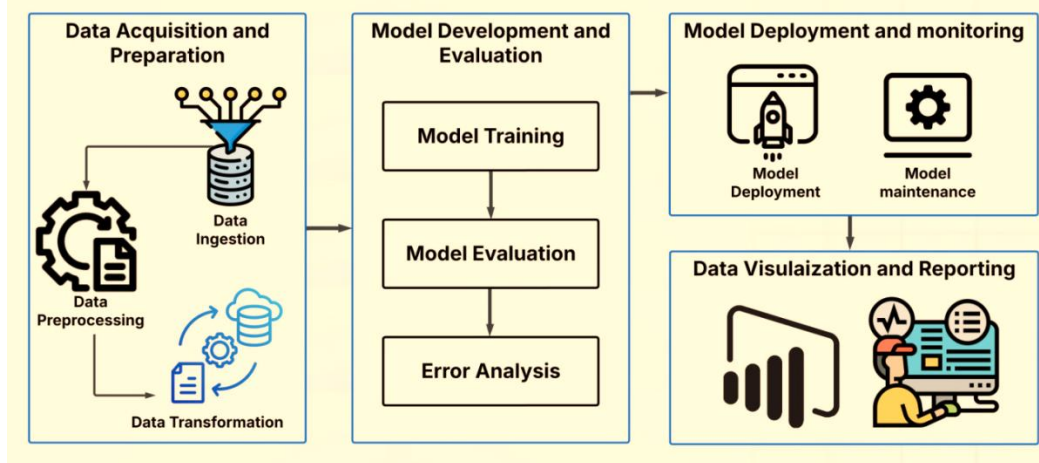 Data Acquisition and
Preparation
Data
Ingestion
Data
Preprocessing
Data Transformation
Model Development and
Evaluation
Model Training
Model Evaluation
Error Analysis
Model Deployment and monitoring
Model
Deployment
Model
maintenance
Data Visulaization and Reporting